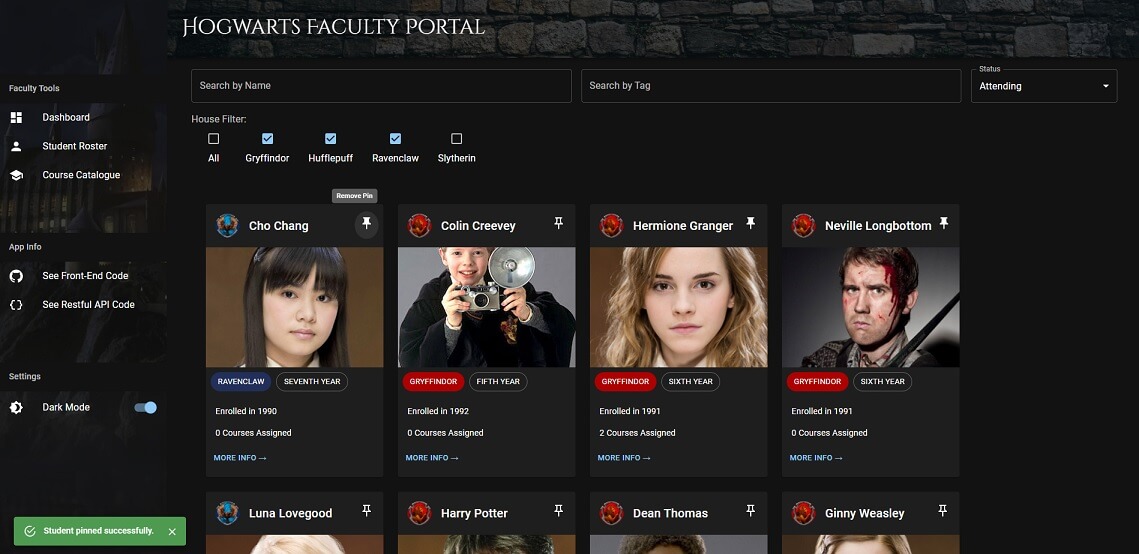 Hogwarts Faculty Portal
Faculty Tools
Dashboard
Student Roster
Course Catalogue
App Info
See Front-End Code
See Restful API Code
Settings
Dark Mode
Search by Name
Search by Tag
Status
Attending
House Filter:
All Gryffindor Hufflepuff Ravenclaw Slytherin
Remove Pin
Cho Chang
RAVENCLAW SEVENTH YEAR
Enrolled in 1990
0 Courses Assigned
MORE INFO →
Colin Creevey
GRYFFINDOR FIFTH YEAR
Enrolled in 1992
0 Courses Assigned
MORE INFO →
Hermione Granger
GRYFFINDOR SIXTH YEAR
Enrolled in 1991
2 Courses Assigned
MORE INFO →
Neville Longbottom
GRYFFINDOR SIXTH YEAR
Enrolled in 1991
0 Courses Assigned
MORE INFO →
Luna Lovegood
Harry Potter
Dean Thomas
Ginny Weasley
Student pinned successfully.